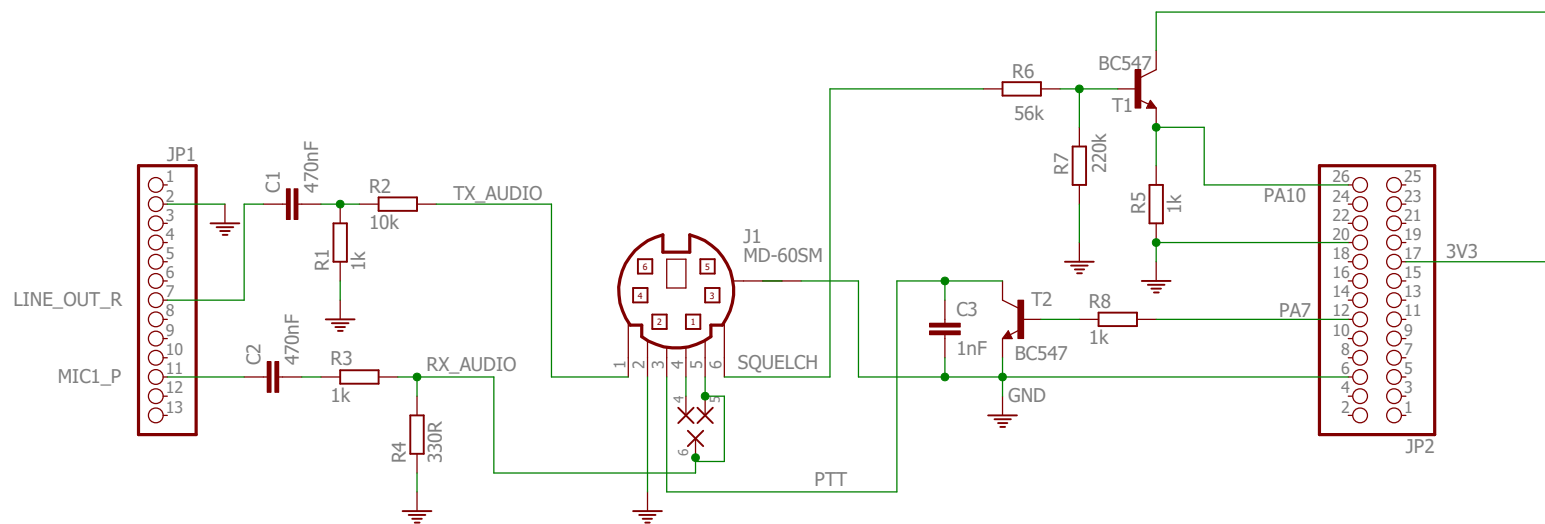 BC547
R6
T1
56k
R7
220k
JP1
C1
470nF
R2
10k
TX_AUDIO
R1
1k
R5
1k
PA10
1
2
3
4
5
6
7
8
9
10
11
12
13
LINE_OUT_R
MIC1_P
J1
MD-60SM
6
5
4
3
2
1
1
2
3
4
5
6
4
5
6
SQUELCH
C2
470nF
R3
1k
RX_AUDIO
R4
330R
PTT
C3
1nF
T2
BC547
R8
1k
PA7
GND
3V3
26 25
24 23
22 21
20 19
18 17
16 15
14 13
12 11
10 9
8 7
6 5
4 3
2 1
JP2